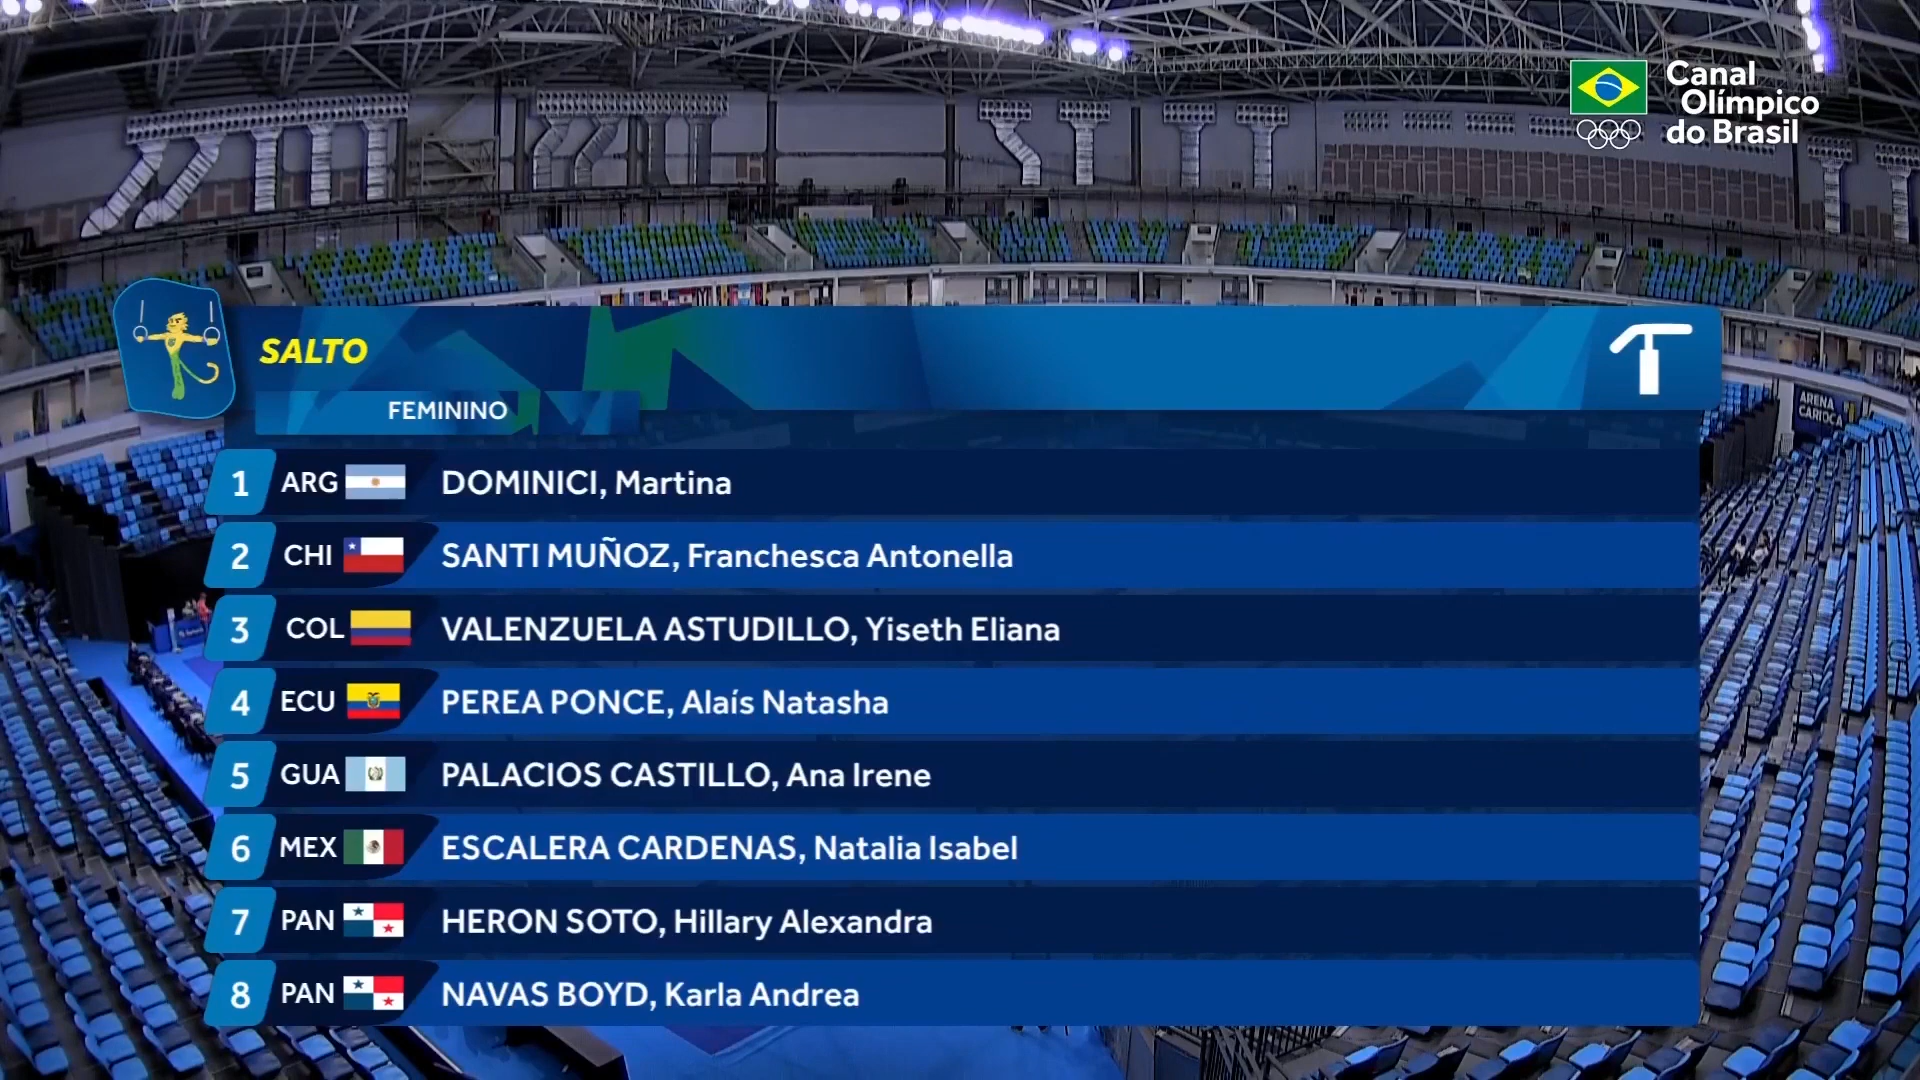 Canal
Olímpico
do Brasil
SALTO
FEMININO
ARENA
CARIOCA
1 ARG DOMINICI, Martina
2 CHI SANTI MUÑOZ, Franchesca Antonella
3 COL VALENZUELA ASTUDILLO, Yiseth Eliana
4 ECU PEREA PONCE, Alaís Natasha
5 GUA PALACIOS CASTILLO, Ana Irene
6 MEX ESCALERA CARDENAS, Natalia Isabel
7 PAN HERON SOTO, Hillary Alexandra
8 PAN NAVAS BOYD, Karla Andrea